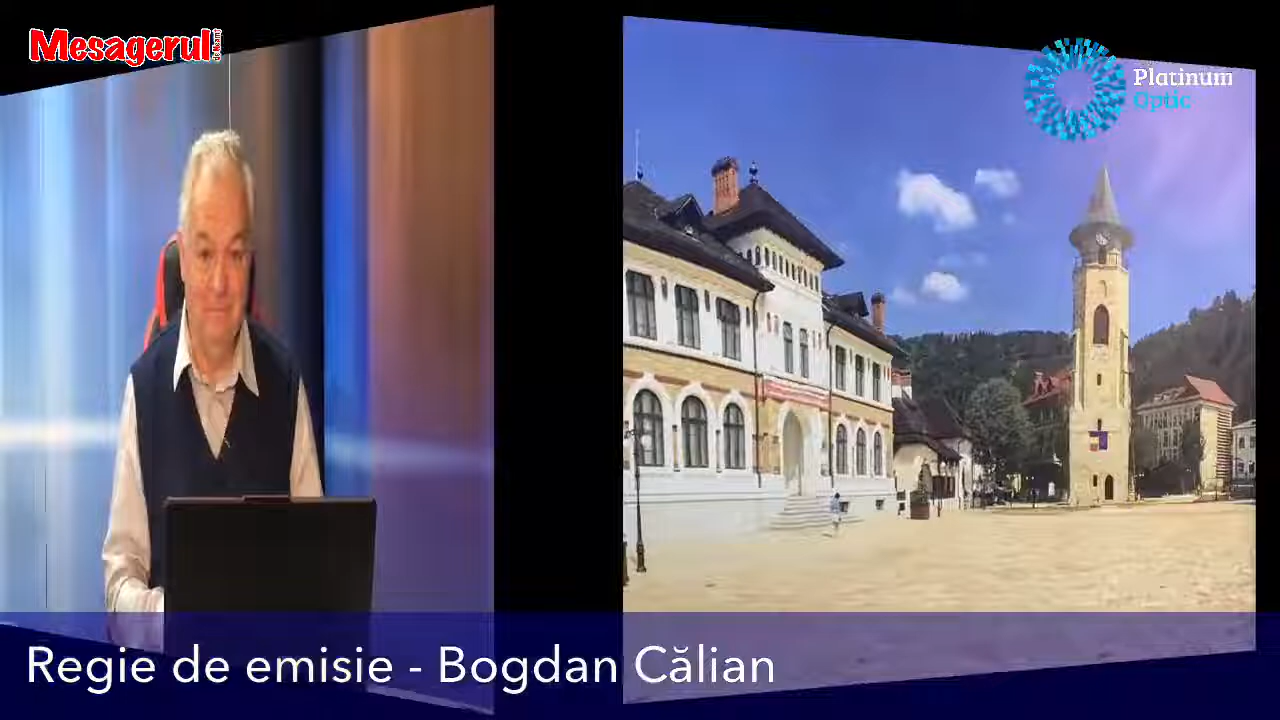 Mesagerul
Platinum
Optic
Regie de emisie - Bogdan Călian